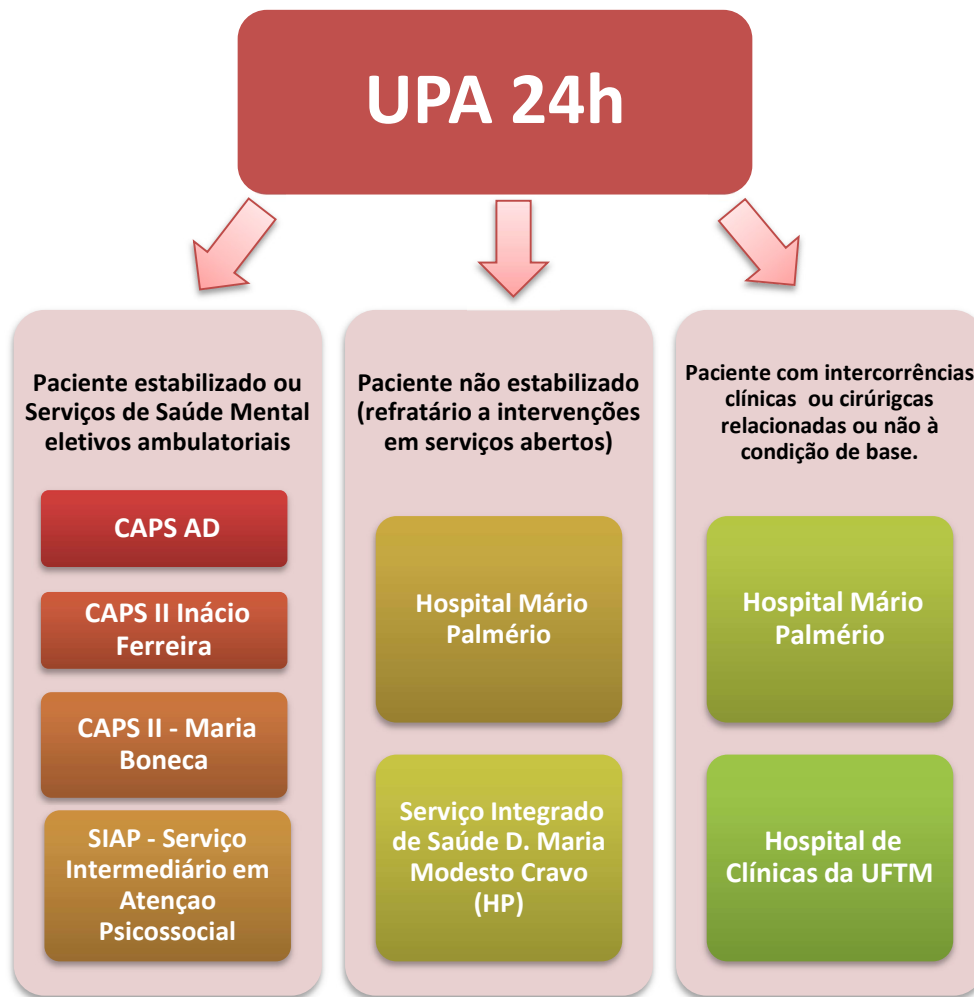 UPA 24h
Paciente estabilizado ou
Serviços de Saúde Mental
eletivos ambulatoriais
CAPS AD
CAPS II Inácio
Ferreira
CAPS II - Maria
Boneca
SIAP - Serviço
Intermediário em
Atençao
Psicossocial
Paciente não estabilizado
(refratário a intervenções
em serviços abertos)
Hospital Mário
Palmério
Serviço Integrado
de Saúde D. Maria
Modesto Cravo
(HP)
Paciente com intercorrências
clínicas ou cirúrigcas
relacionadas ou não à
condição de base.
Hospital Mário
Palmério
Hospital de
Clínicas da UFTM